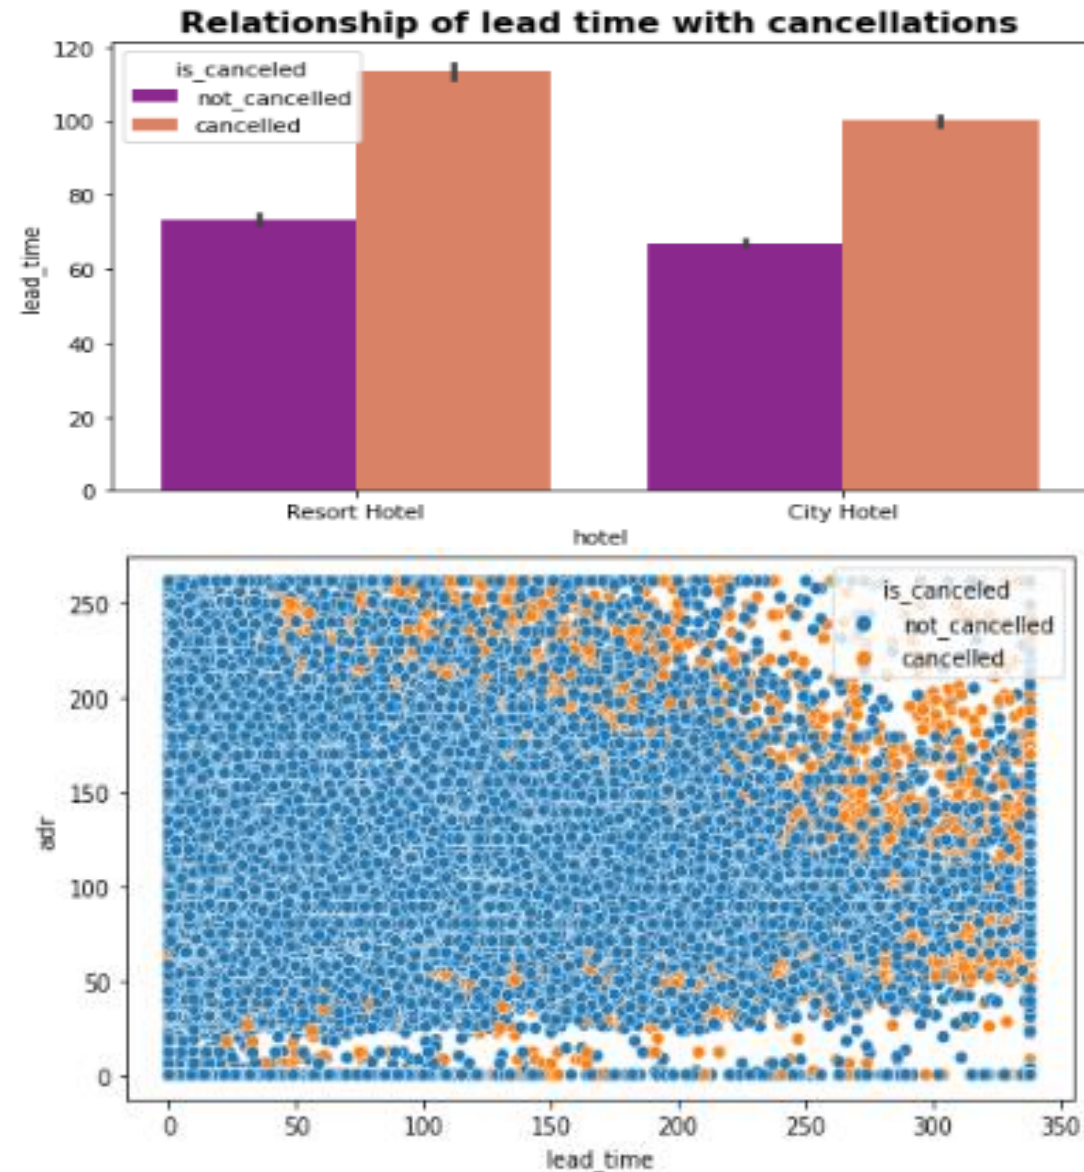 Relationship of lead time with cancellations
120
100
80
60
40
20
0
lead_time
is_canceled
not_cancelled
cancelled
Resort Hotel
City Hotel
hotel
250
200
150
100
50
0
adr
is_canceled
not_cancelled
cancelled
0
50
100
150
200
250
300
350
lead_time